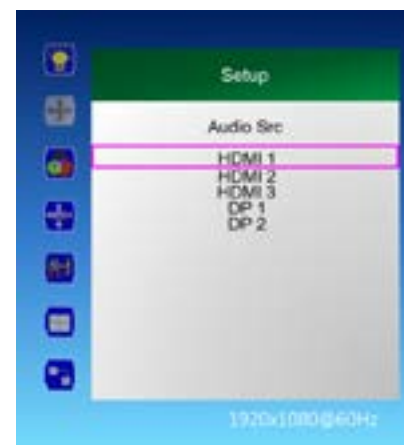 Setup
Audio Src
HDMI 1
HDMI 2
HDMI 3
DP 1
DP 2
1920x1080@60Hz